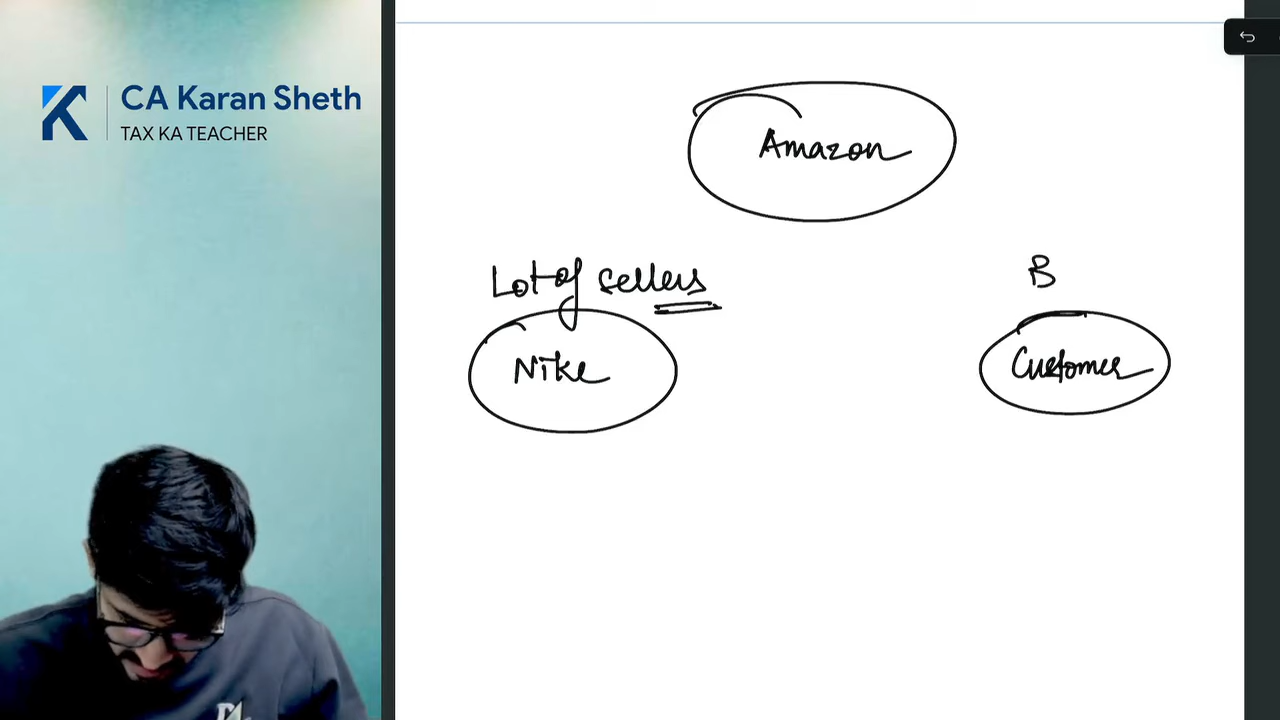 CA Karan Sheth
TAX KA TEACHER
Amazon
Lot of sellers
B
Nike
Customer